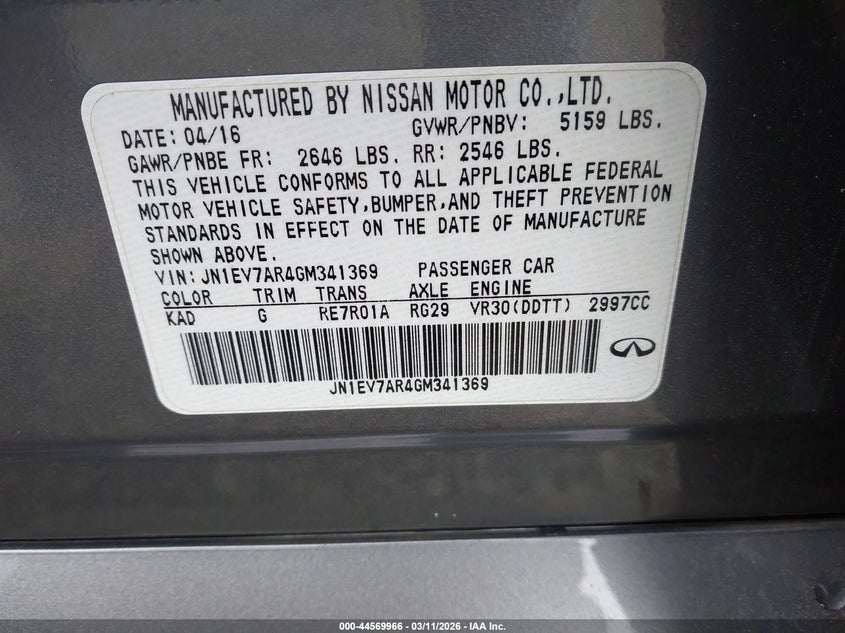 MANUFACTURED BY NISSAN MOTOR CO.,LTD.
DATE: 04/16 GVWR/PNBV: 5159 LBS.
GAWR/PNBE FR: 2646 LBS. RR: 2546 LBS.
THIS VEHICLE CONFORMS TO ALL APPLICABLE FEDERAL
MOTOR VEHICLE SAFETY,BUMPER,AND THEFT PREVENTION
STANDARDS IN EFFECT ON THE DATE OF MANUFACTURE
SHOWN ABOVE.
VIN: JN1EV7AR4GM341369 PASSENGER CAR
COLOR TRIM TRANS AXLE ENGINE
KAD G RE7R01A RG29 VR30(DDTT) 2997CC
JN1EV7AR4GM341369
000-44569966 - 03/11/2026 - IAA Inc.